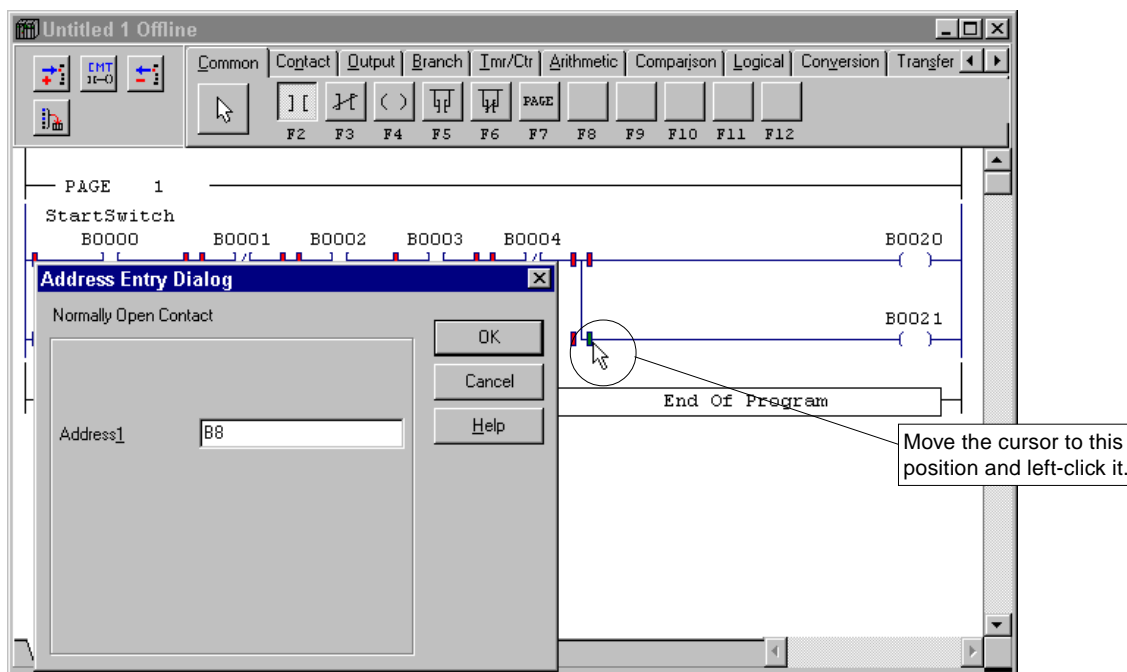 Untitled 1 Offline
Common Contact Output Branch Tmr/Ctr Arithmetic Comparison Logical Conversion Transfer
CMT
PAGE
F2 F3 F4 F5 F6 F7 F8 F9 F10 F11 F12
PAGE 1
StartSwitch
B0000 B0001 B0002 B0003 B0004 B0020
Address Entry Dialog
Normally Open Contact
B0021
OK
Cancel
End Of Program
Address1 B8
Help
Move the cursor to this
position and left-click it.